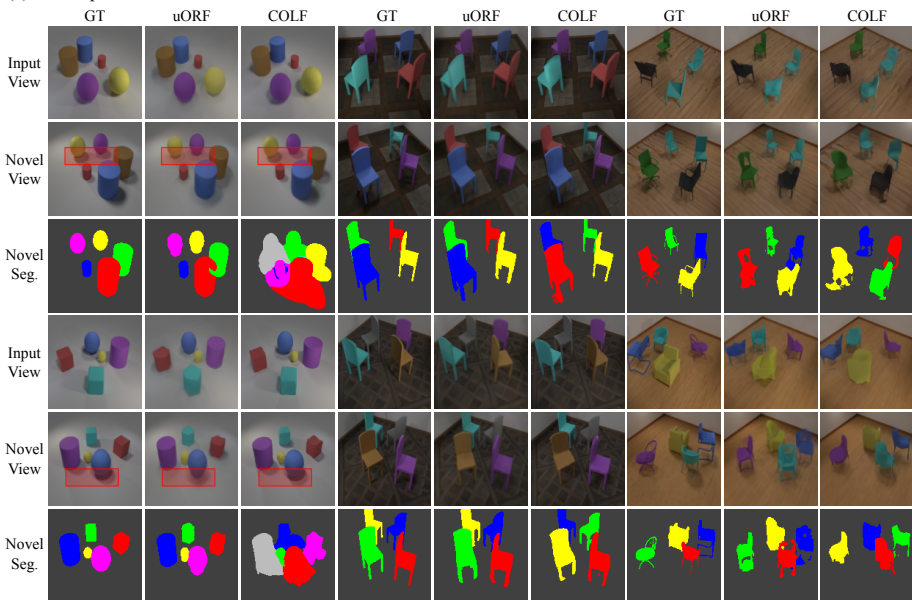 GT uORF COLF GT uORF COLF GT uORF COLF
Input
View
Novel
View
Novel
Seg.
Input
View
Novel
View
Novel
Seg.